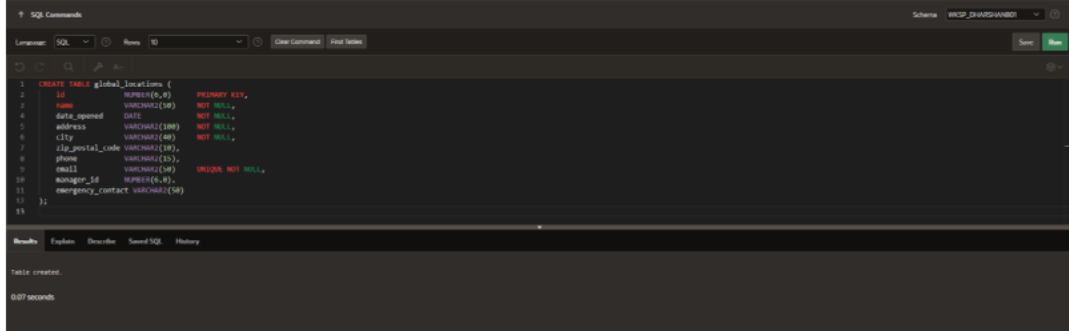 ↑ SQL Commands
Schema WKSP_DHARSHAN801
Language SQL Rows 10 Clear Command Find Tables Save Run
1 CREATE TABLE global_locations (
2 id NUMBER(6,0) PRIMARY KEY,
3 name VARCHAR2(50) NOT NULL,
4 date_opened DATE NOT NULL,
5 address VARCHAR2(100) NOT NULL,
6 city VARCHAR2(40) NOT NULL,
7 zip_postal_code VARCHAR2(10),
8 phone VARCHAR2(15),
9 email VARCHAR2(50) UNIQUE NOT NULL,
10 manager_id NUMBER(6,0),
11 emergency_contact VARCHAR2(50)
12 );
13
Results Explain Describe Saved SQL History
Table created.
0.07 seconds